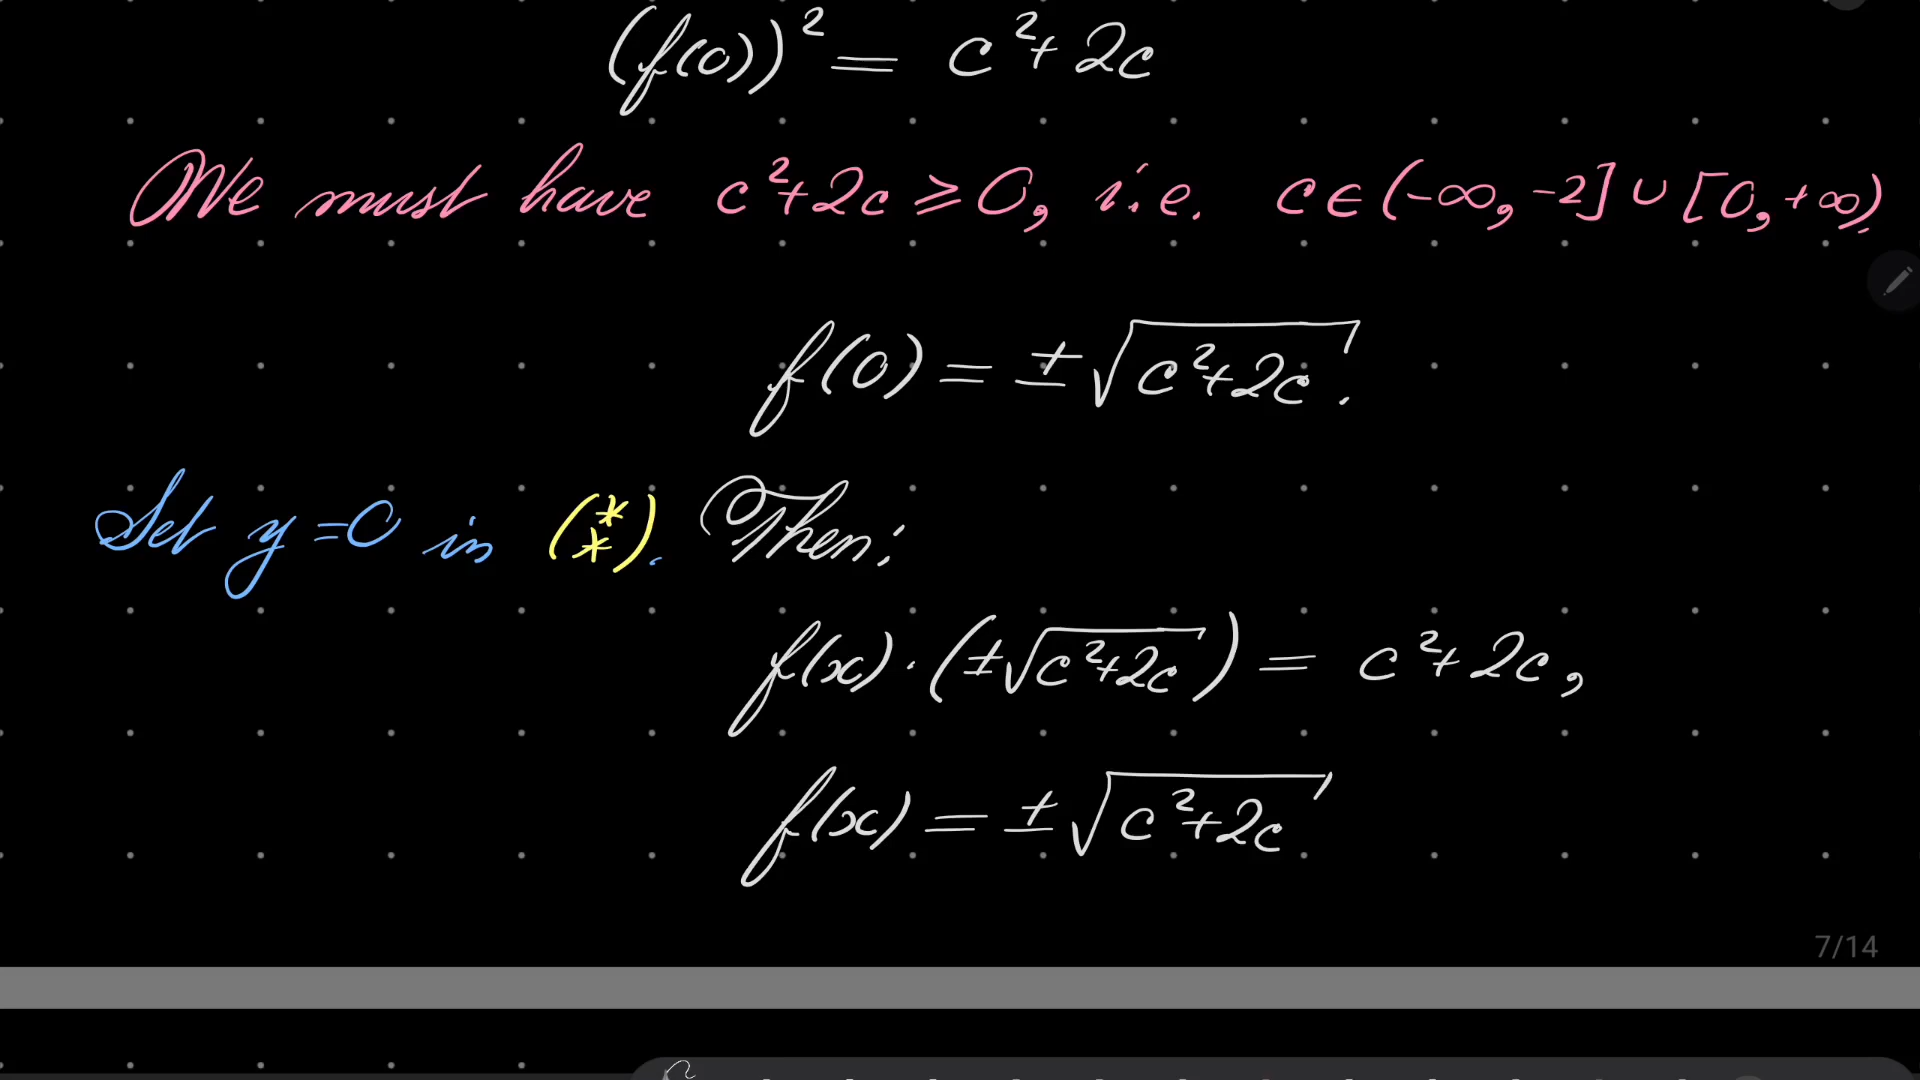 (f(0))² = c²+2c
We must have c²+2c ⩾ 0, i.e. c∈(-∞, -2]∪[0, +∞).
f(0) = ±√(c²+2c).
Set y=0 in (**). Then:
f(x)·(±√(c²+2c)) = c²+2c,
f(x) = ±√(c²+2c)
7/14